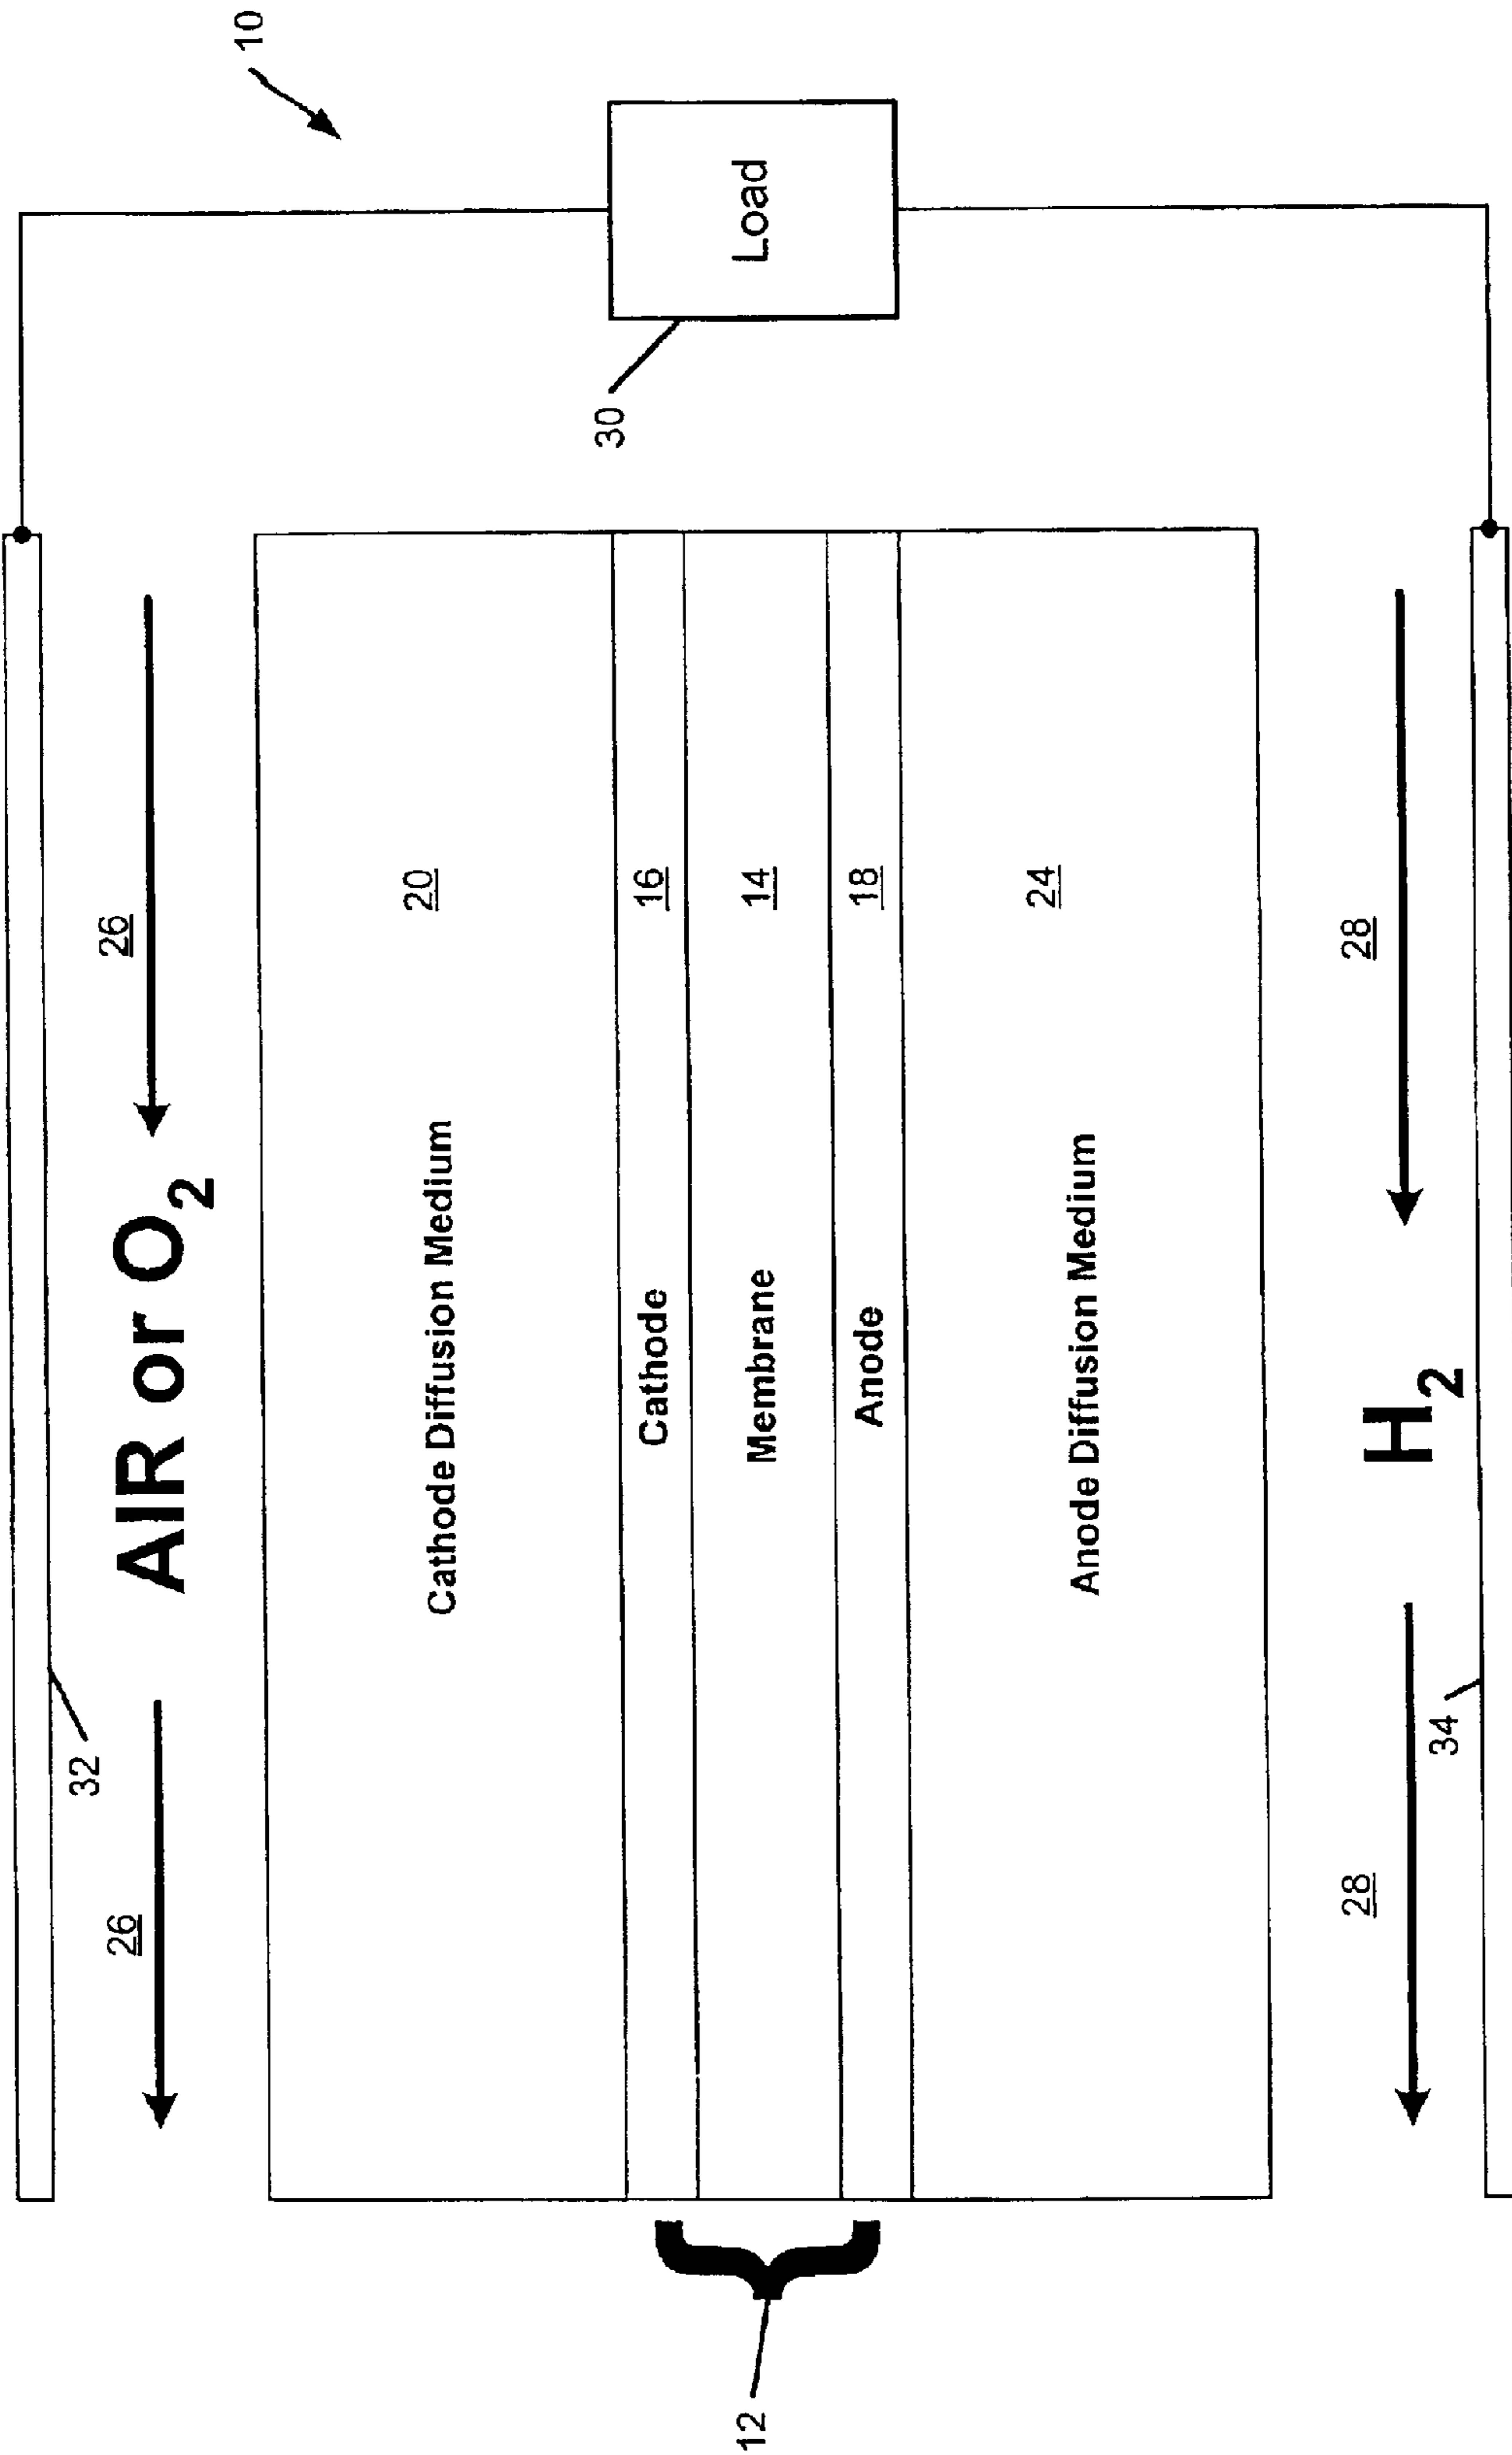 32
26
AIR or O2
26
10
Cathode Diffusion Medium
20
30
Cathode
16
12
Membrane
14
Load
Anode
18
Anode Diffusion Medium
24
28
H2
28
34